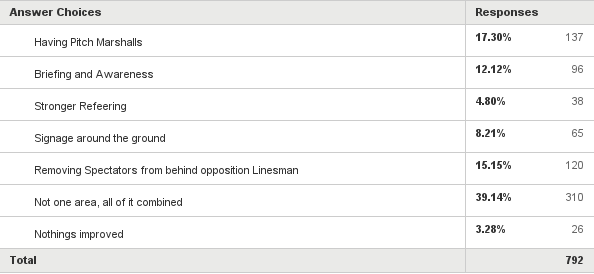 Answer Choices Responses
Having Pitch Marshalls 17.30% 137
Briefing and Awareness 12.12% 96
Stronger Refeering 4.80% 38
Signage around the ground 8.21% 65
Removing Spectators from behind opposition Linesman 15.15% 120
Not one area, all of it combined 39.14% 310
Nothings improved 3.28% 26
Total 792